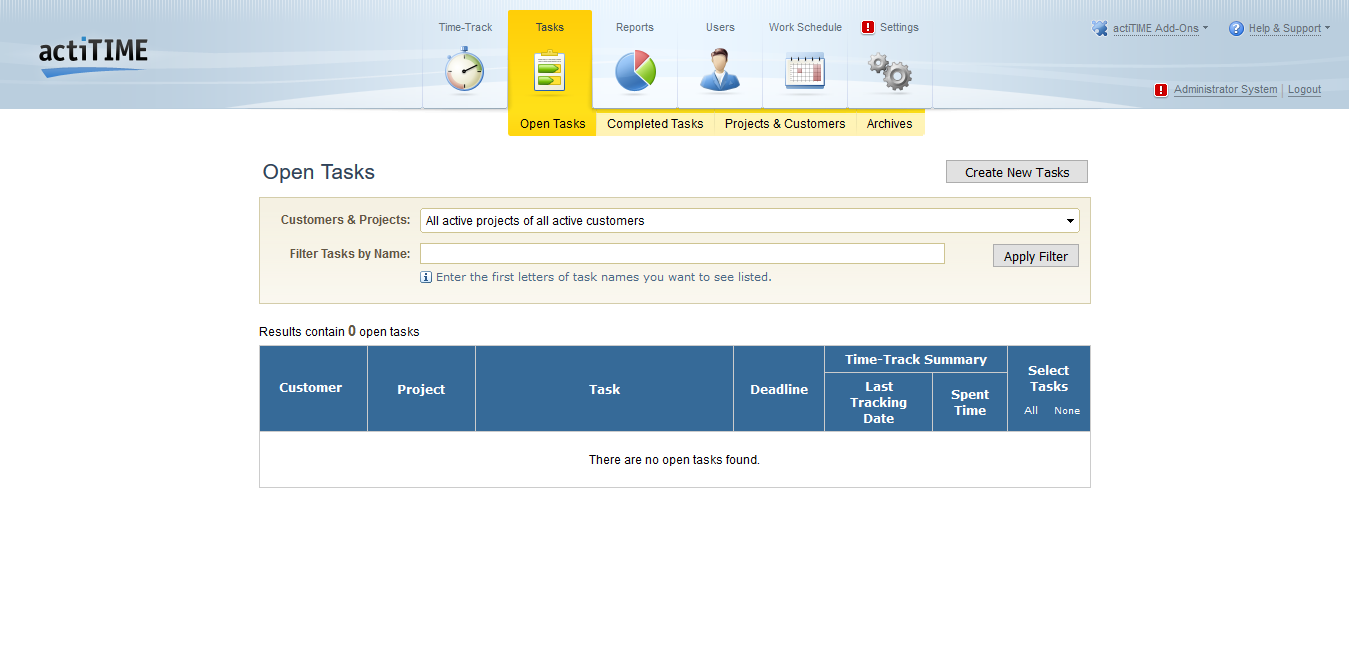 actiTIME
Time-Track Tasks Reports Users Work Schedule ! Settings
actiTIME Add-Ons ? Help & Support
! Administrator System | Logout
Open Tasks Completed Tasks Projects & Customers Archives
Open Tasks
Create New Tasks
Customers & Projects: All active projects of all active customers
Filter Tasks by Name:
Apply Filter
i Enter the first letters of task names you want to see listed.
Results contain 0 open tasks
Customer
Project
Task
Deadline
Time-Track Summary
Last
Tracking
Date
Spent
Time
Select
Tasks
All None
There are no open tasks found.